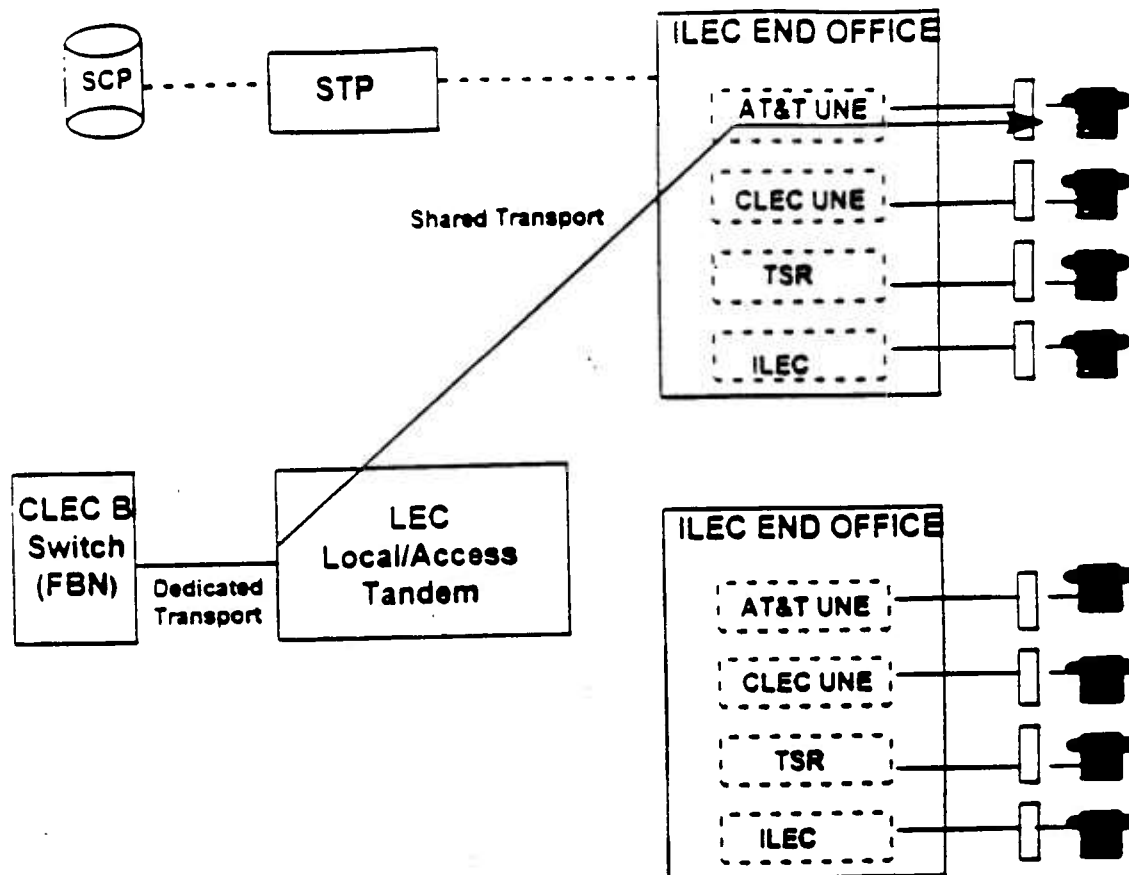 ILEC END OFFICE
SCP
STP
AT&T UNE
CLEC UNE
Shared Transport
TSR
ILEC
CLEC B
Switch
(FBN)
Dedicated
Transport
LEC
Local/Access
Tandem
ILEC END OFFICE
AT&T UNE
CLEC UNE
TSR
ILEC